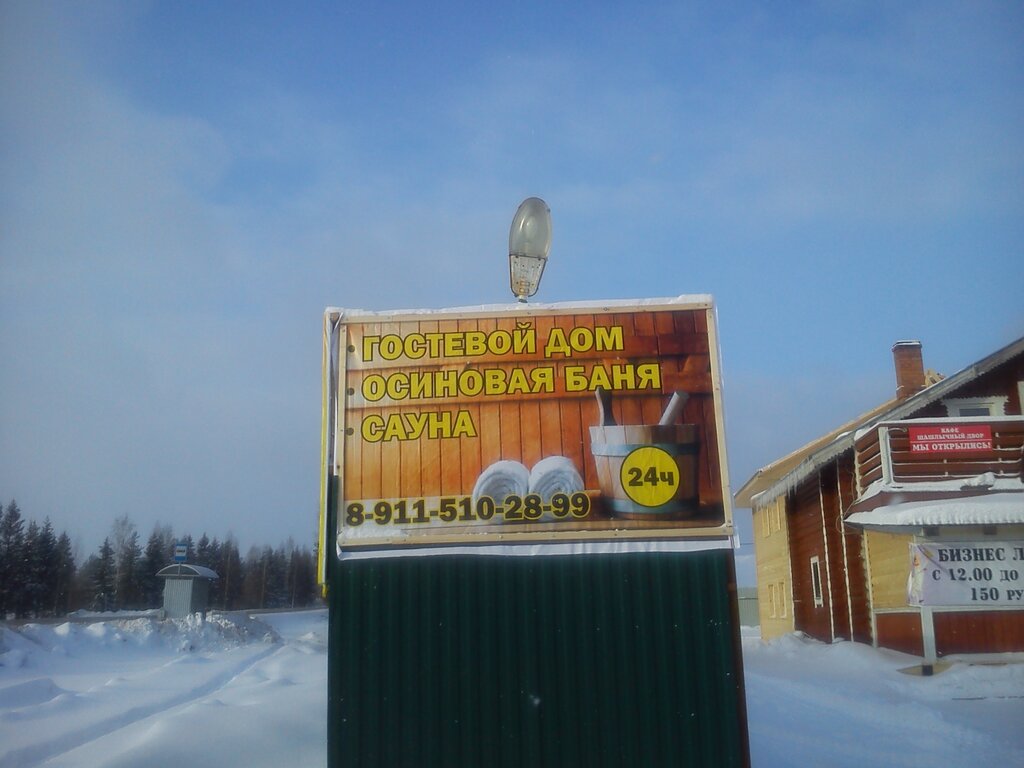 ГОСТЕВОЙ ДОМ
ОСИНОВАЯ БАНЯ
САУНА
24ч
8-911-510-28-99
КАФЕ
ШАШЛЫЧНЫЙ ДВОР
МЫ ОТКРЫЛИСЬ!
БИЗНЕС Л
С 12.00 ДО
150 РУ